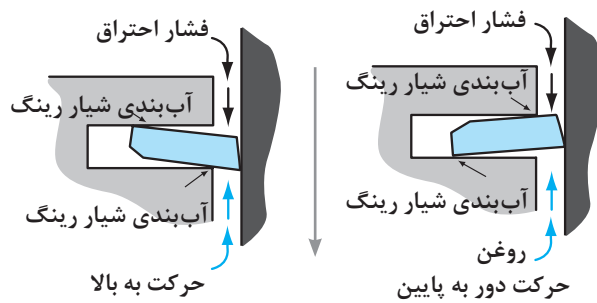 فشار احتراق
آب‌بندی شیار رینگ
آب‌بندی شیار رینگ
روغن
حرکت دور به پایین
فشار احتراق
آب‌بندی شیار رینگ
آب‌بندی شیار رینگ
حرکت به بالا